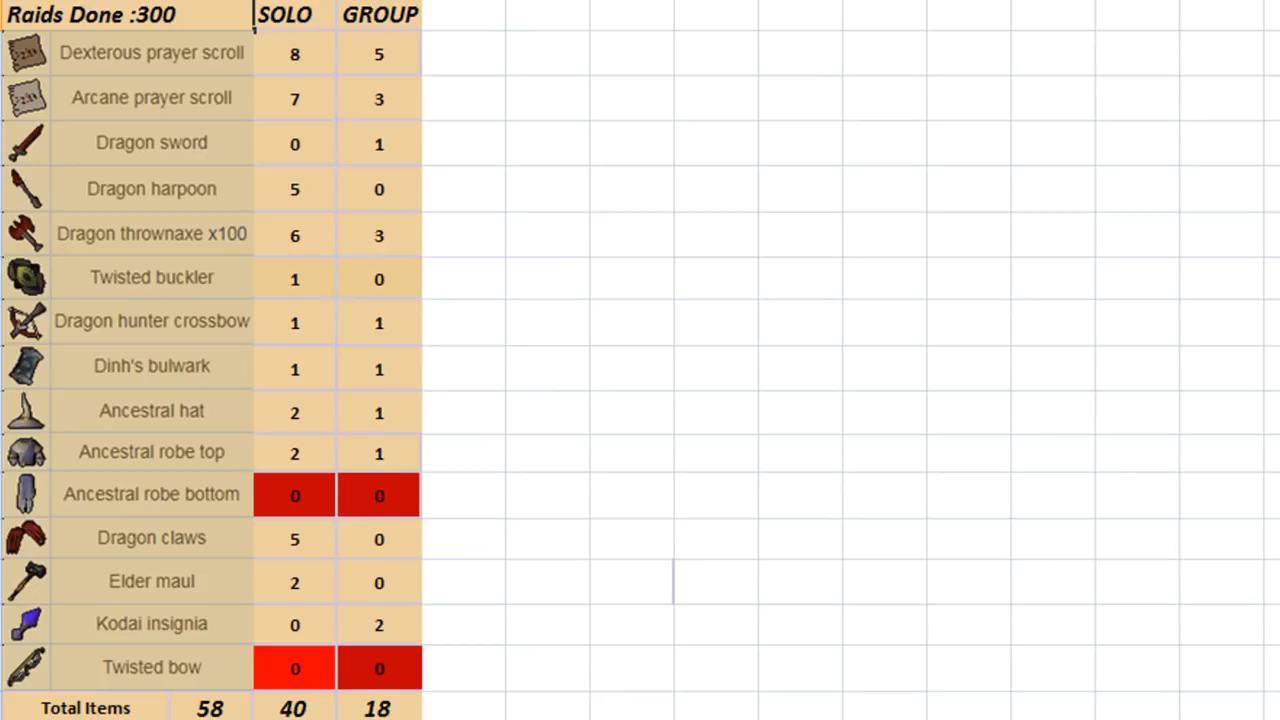 Raids Done :300 SOLO GROUP
Dexterous prayer scroll 8 5
Arcane prayer scroll 7 3
Dragon sword 0 1
Dragon harpoon 5 0
Dragon thrownaxe x100 6 3
Twisted buckler 1 0
Dragon hunter crossbow 1 1
Dinh's bulwark 1 1
Ancestral hat 2 1
Ancestral robe top 2 1
Ancestral robe bottom 0 0
Dragon claws 5 0
Elder maul 2 0
Kodai insignia 0 2
Twisted bow 0 0
Total Items 58 40 18